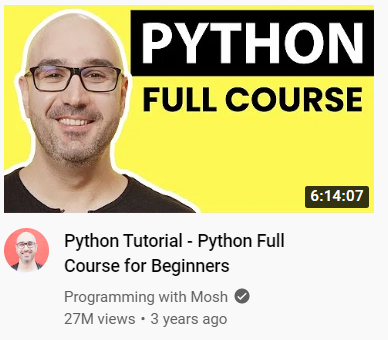 PYTHON
FULL COURSE
6:14:07
Python Tutorial - Python Full
Course for Beginners
Programming with Mosh
27M views • 3 years ago